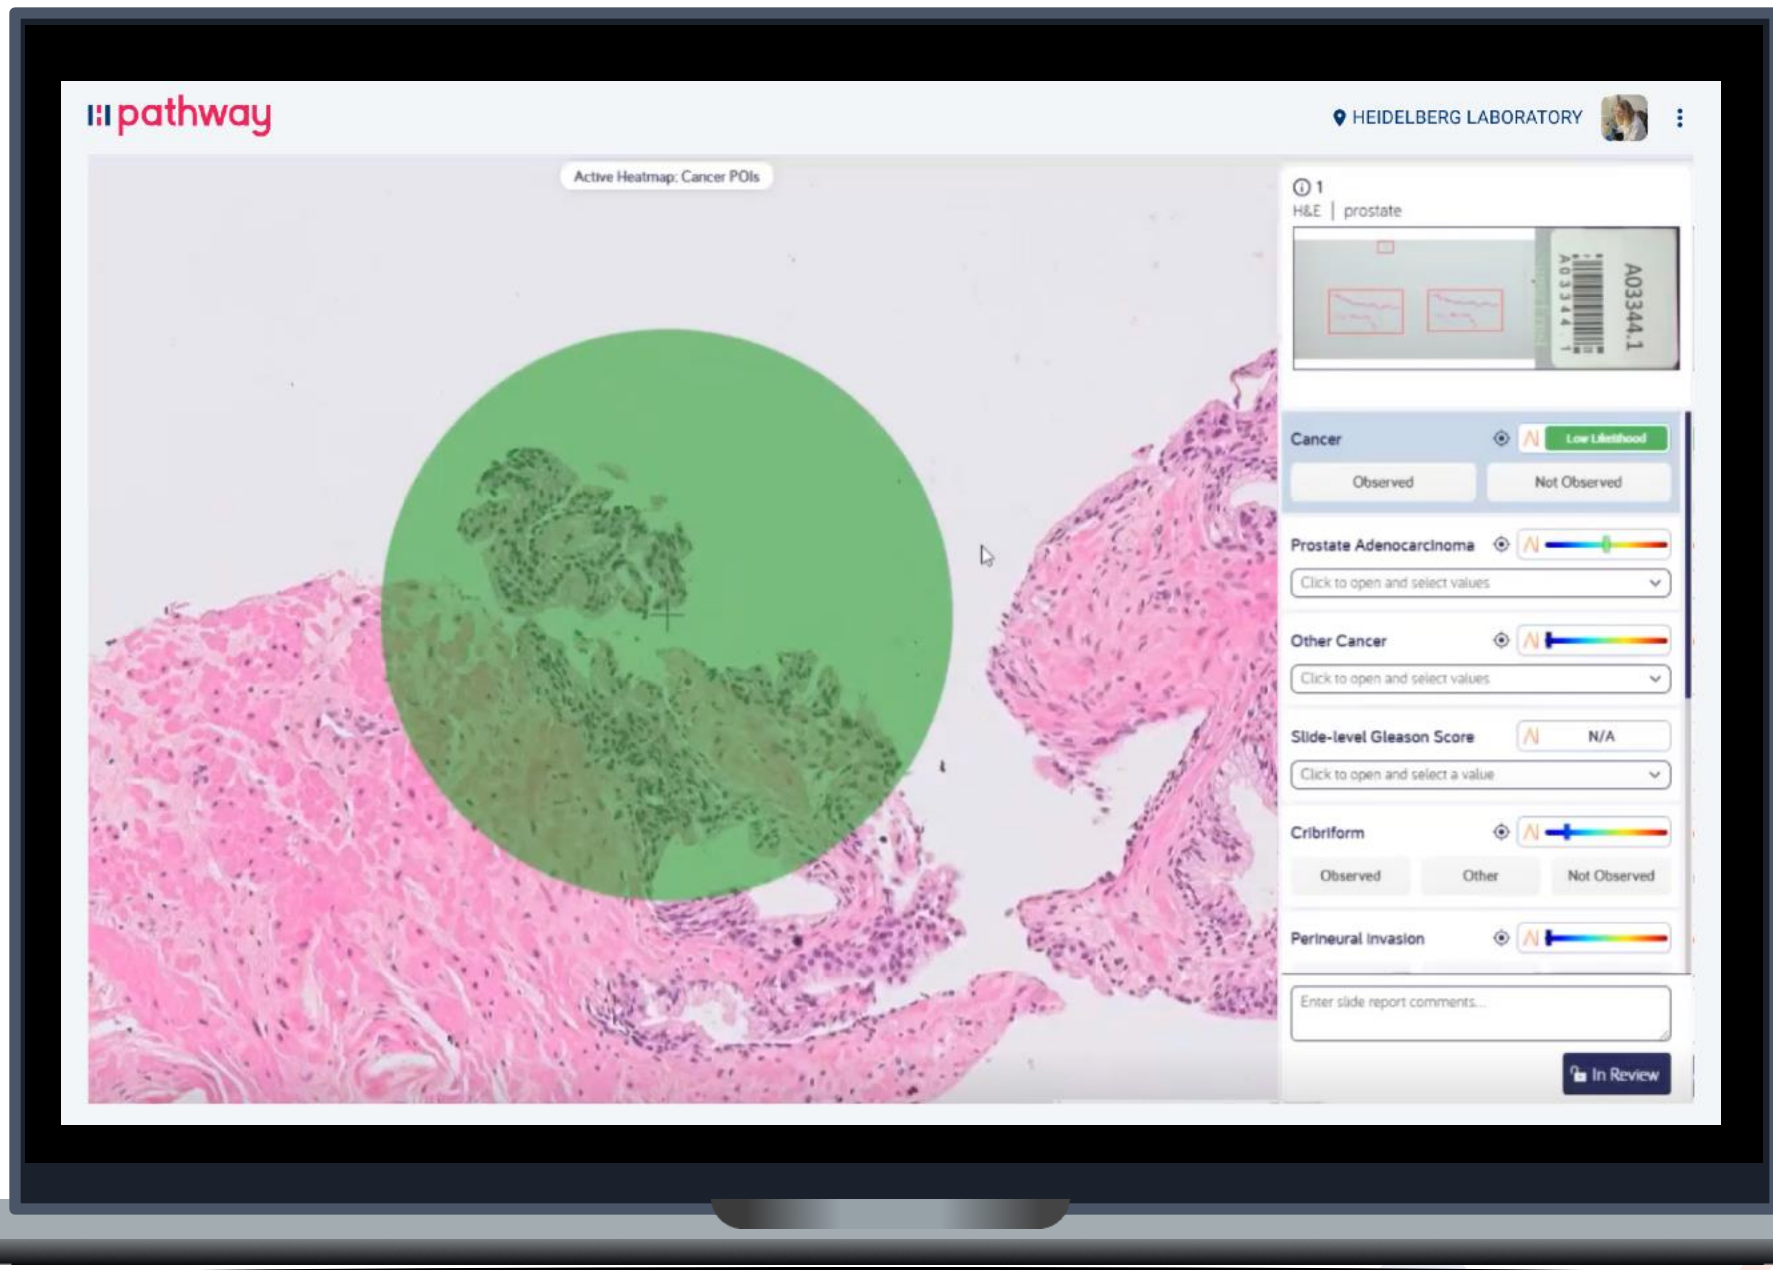 pathway
HEIDELBERG LABORATORY
Active Heatmap: Cancer POIs
1
H&E | prostate
A03344.1
A03344.1
Cancer
Low Likelihood
Observed
Not Observed
Prostate Adenocarcinoma
Click to open and select values
Other Cancer
Click to open and select values
Slide-level Gleason Score
N/A
Click to open and select a value
Cribriform
Observed
Other
Not Observed
Perineural Invasion
Enter slide report comments...
In Review